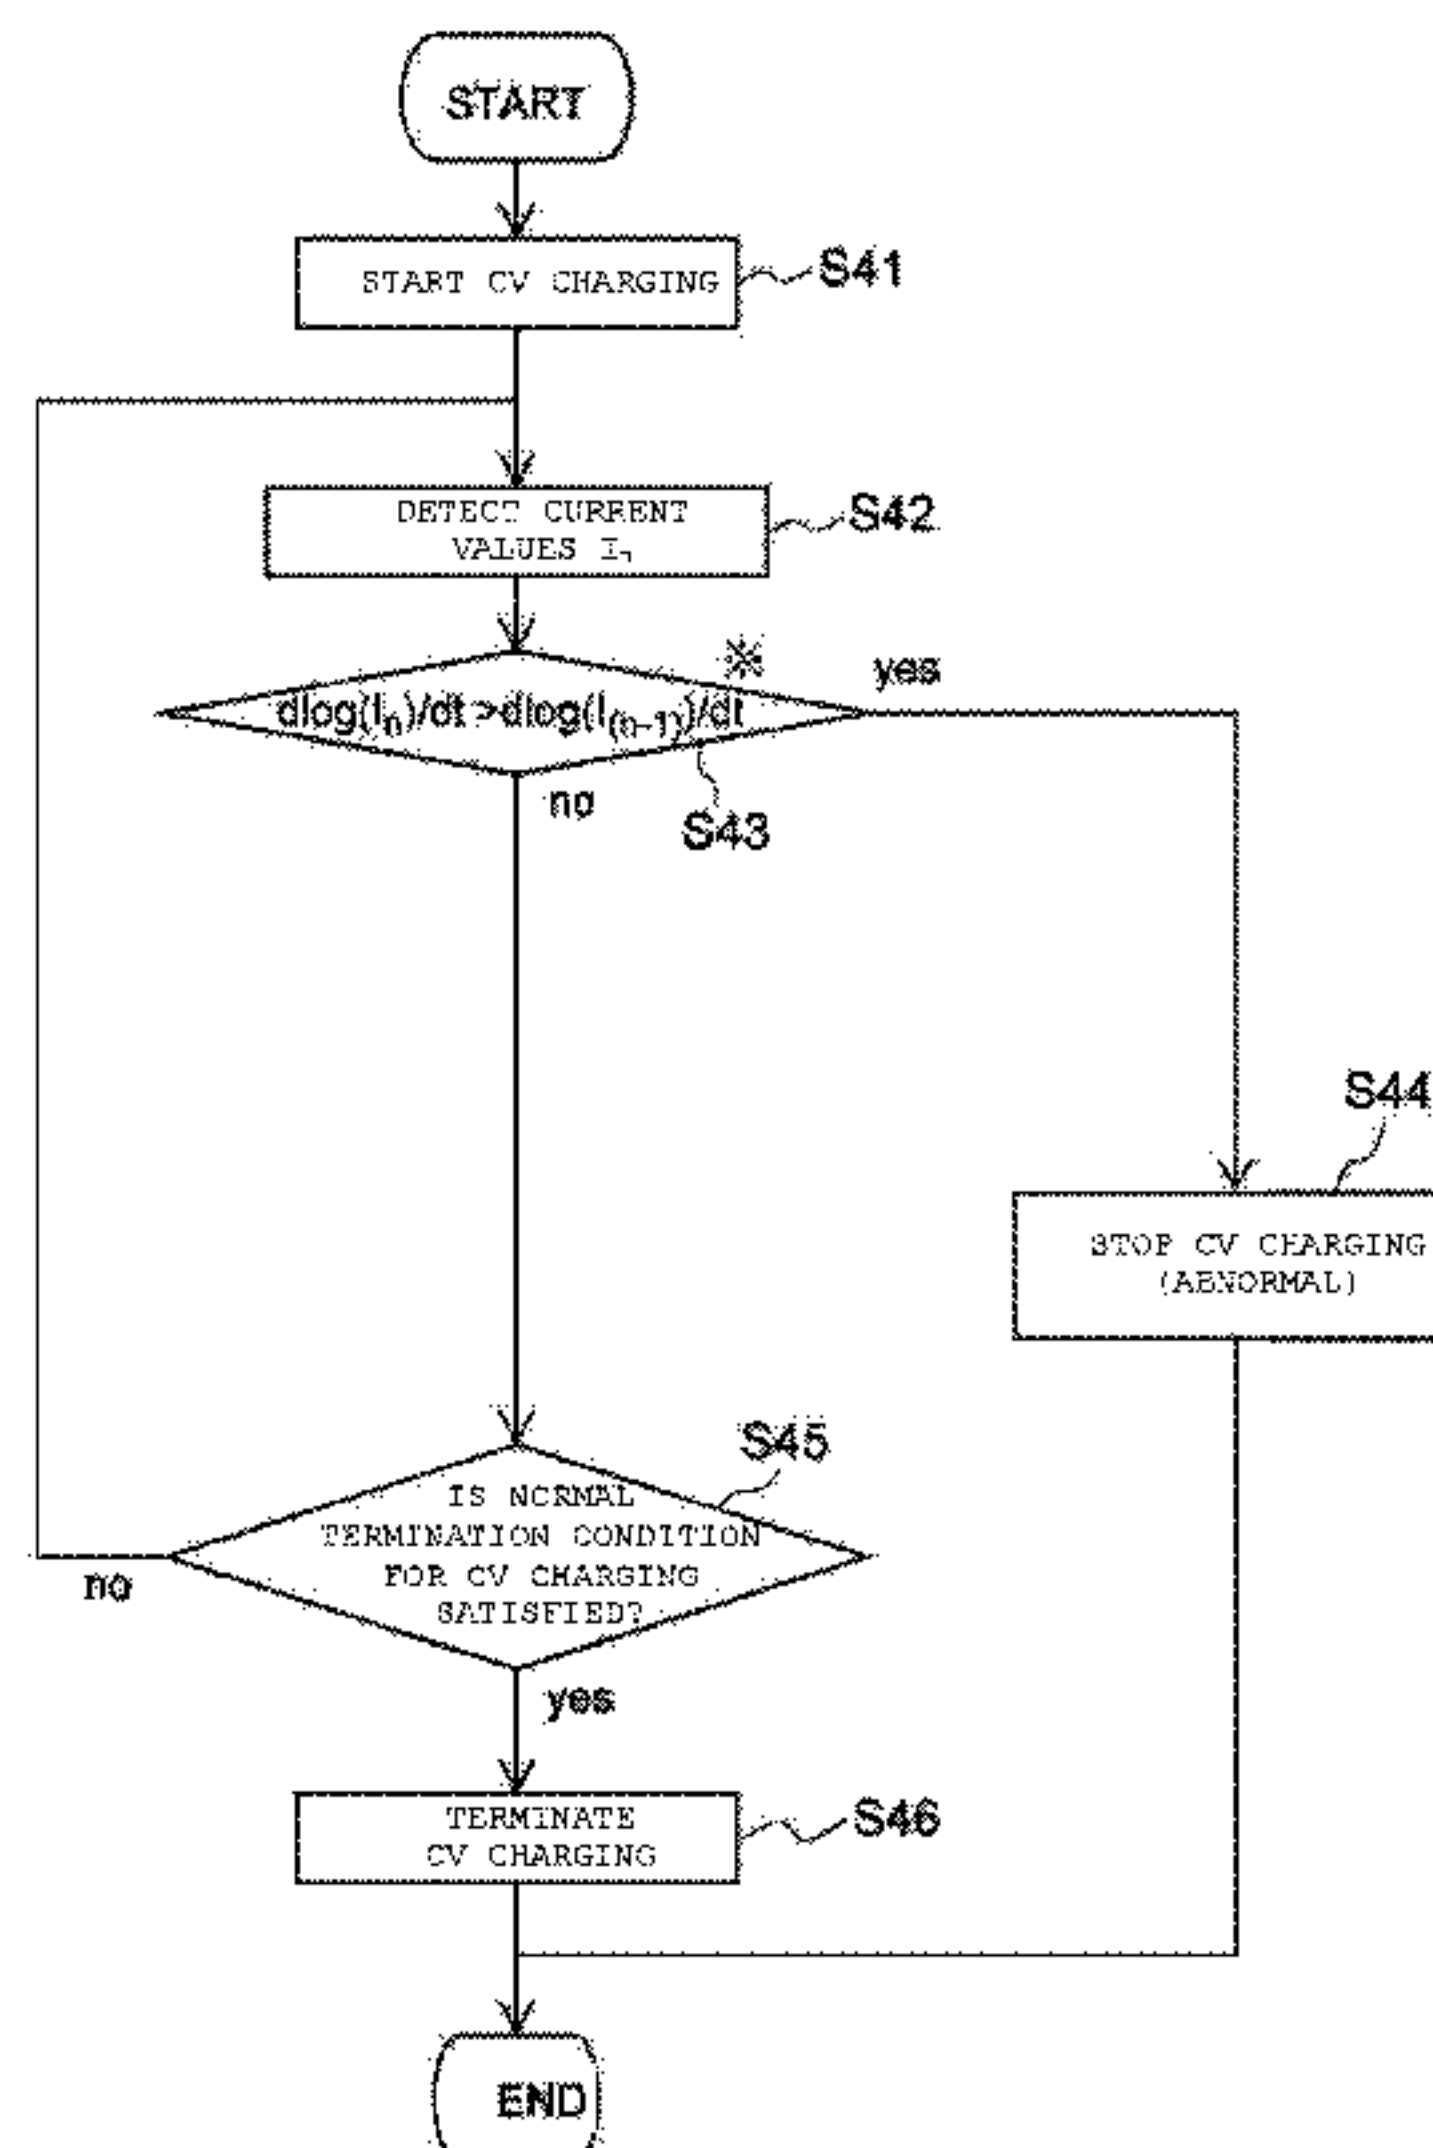 START
START CV CHARGING
S41
DETECT CURRENT
VALUES Iₙ
S42
※
dlog(Iₙ)/dt>dlog(I₍ₙ₋₁₎)/dt
yes
no
S43
S44
STOP CV CHARGING
(ABNORMAL)
S45
IS NORMAL
TERMINATION CONDITION
FOR CV CHARGING
SATISFIED?
no
yes
TERMINATE
CV CHARGING
S46
END